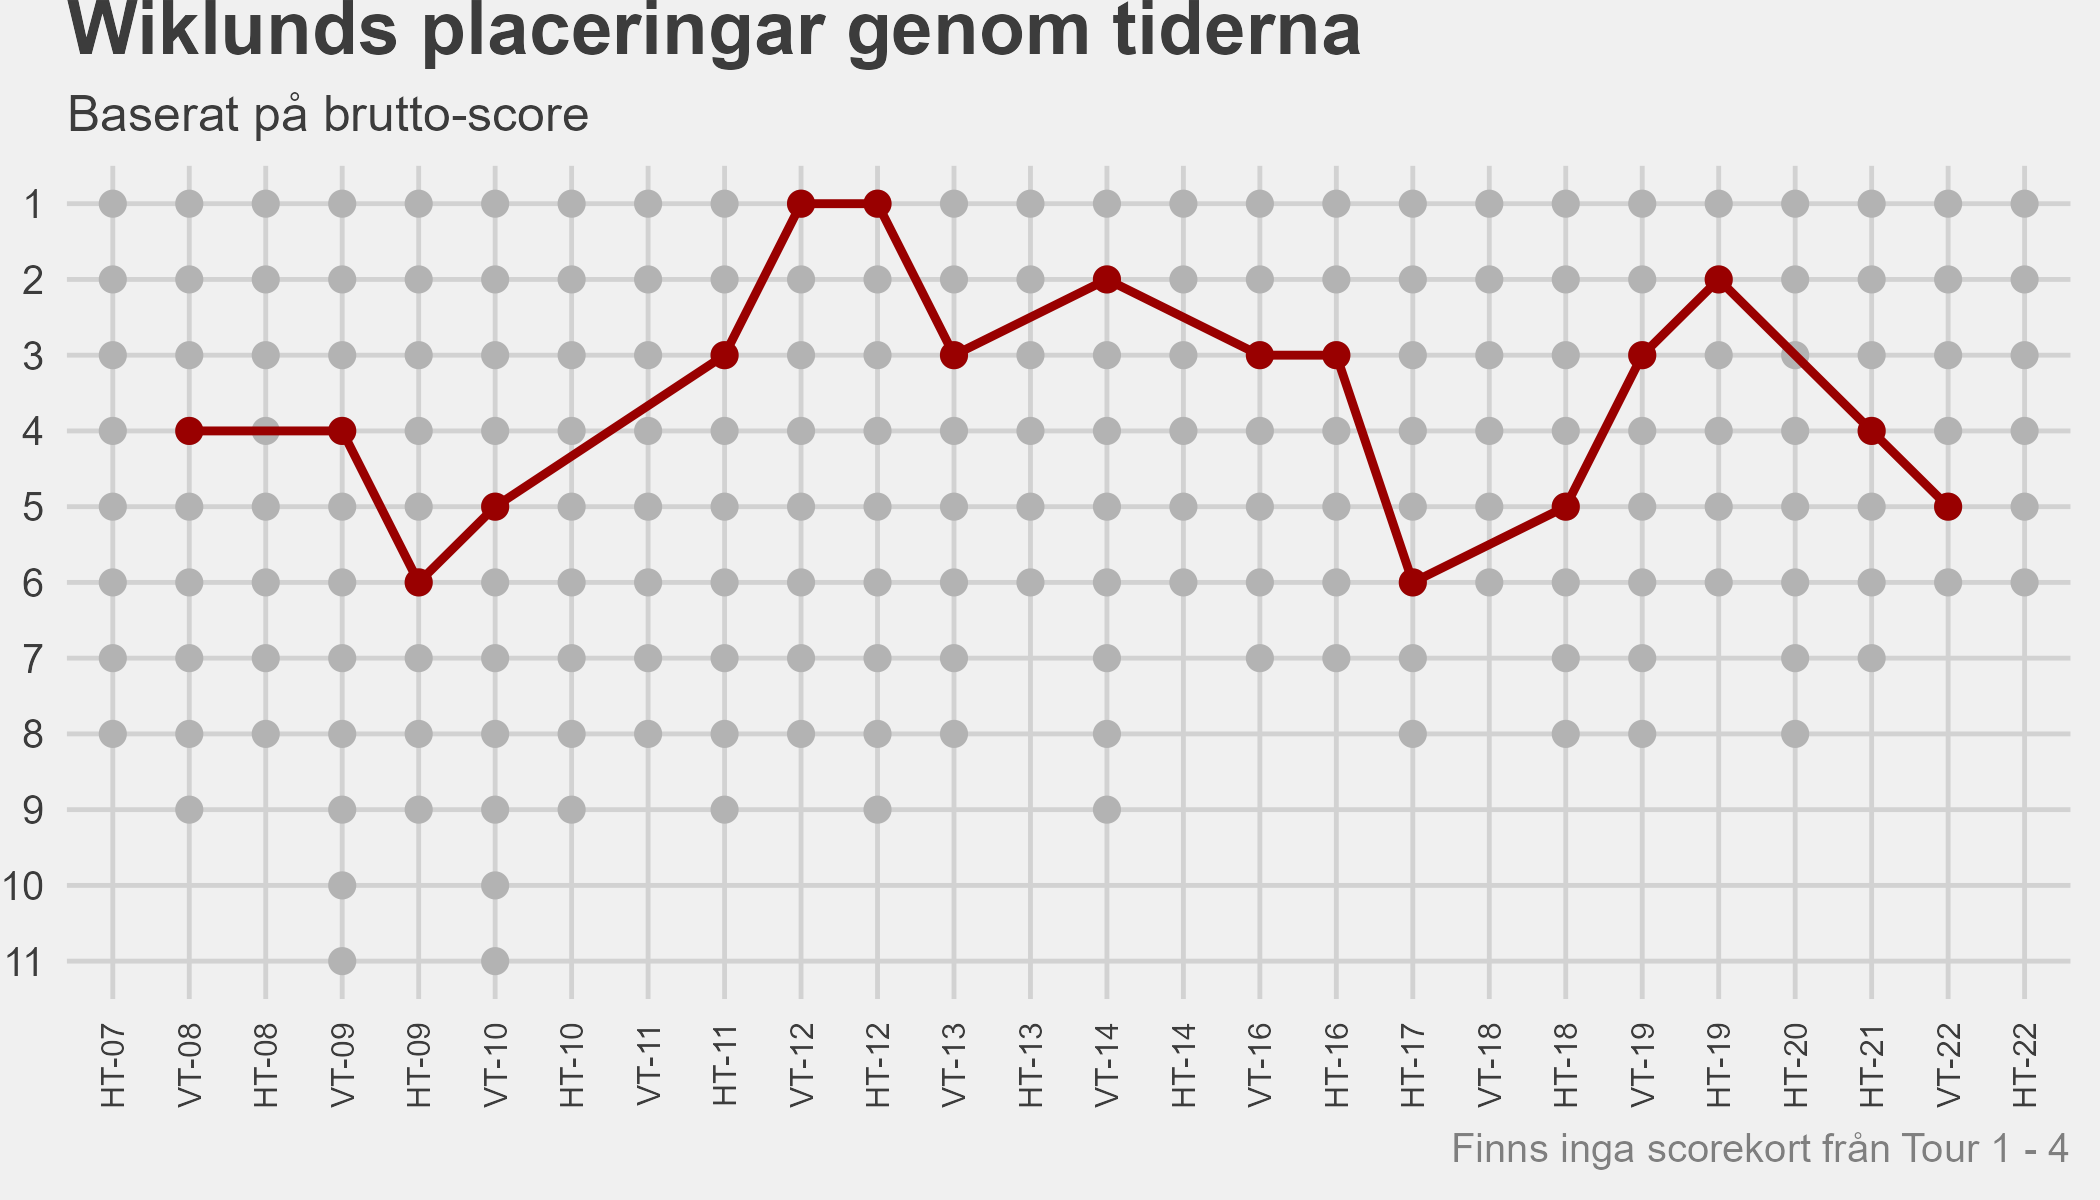 Wiklunds placeringar genom tiderna
Baserat på brutto-score
1
2
3
4
5
6
7
8
9
10
11
HT-07
VT-08
HT-08
VT-09
HT-09
VT-10
HT-10
VT-11
HT-11
VT-12
HT-12
VT-13
HT-13
VT-14
HT-14
VT-16
HT-16
HT-17
VT-18
HT-18
VT-19
HT-19
HT-20
HT-21
VT-22
HT-22
Finns inga scorekort från Tour 1 - 4